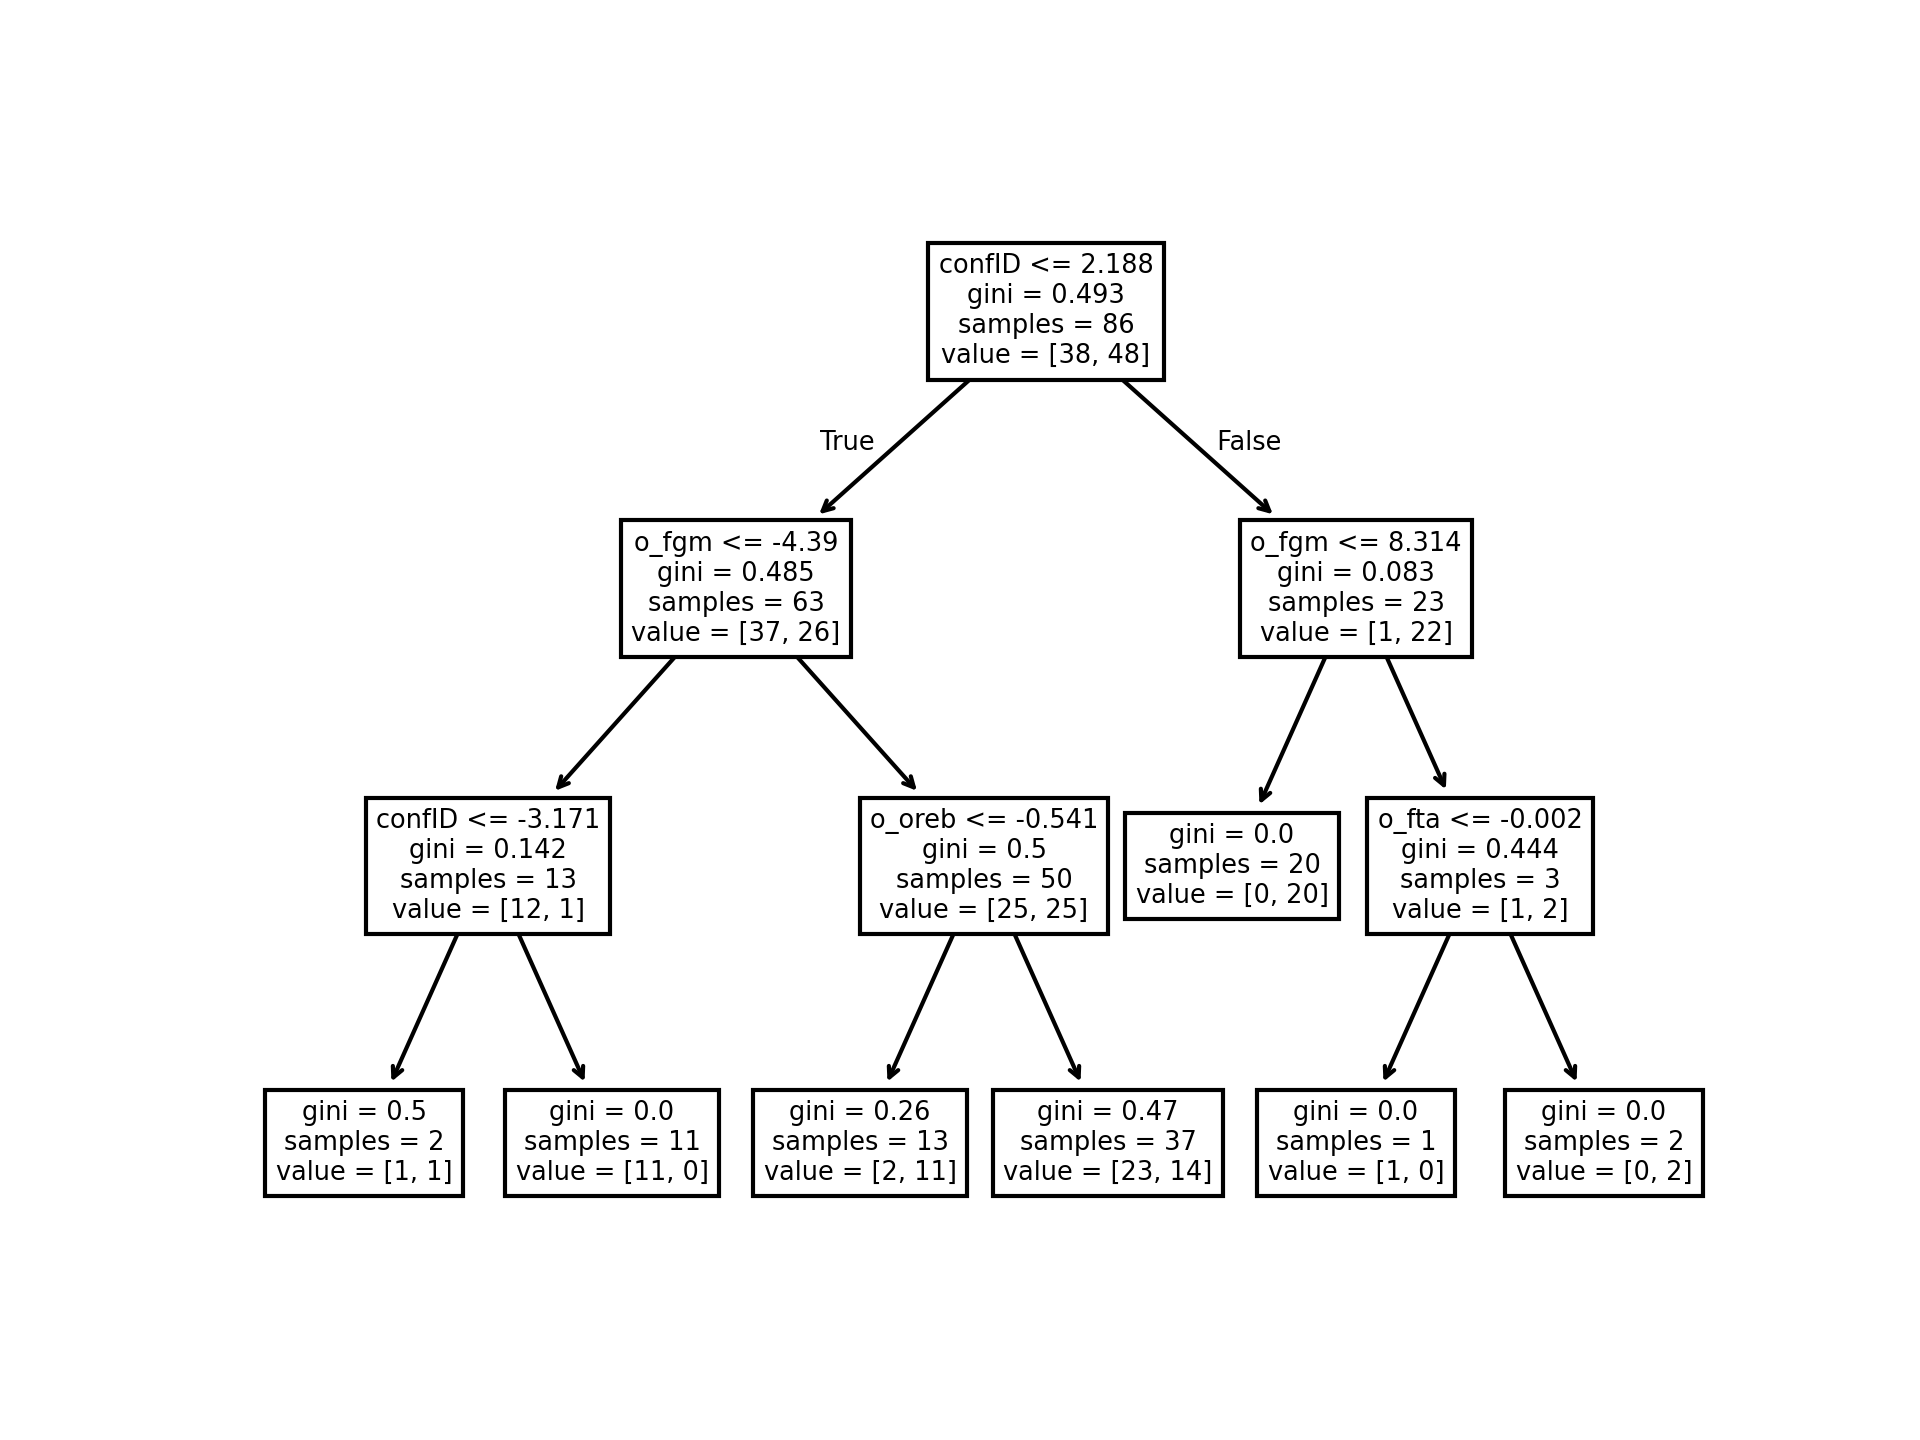 confID <= 2.188
gini = 0.493
samples = 86
value = [38, 48]
True
False
o_fgm <= -4.39
gini = 0.485
samples = 63
value = [37, 26]
o_fgm <= 8.314
gini = 0.083
samples = 23
value = [1, 22]
confID <= -3.171
gini = 0.142
samples = 13
value = [12, 1]
o_oreb <= -0.541
gini = 0.5
samples = 50
value = [25, 25]
gini = 0.0
samples = 20
value = [0, 20]
o_fta <= -0.002
gini = 0.444
samples = 3
value = [1, 2]
gini = 0.5
samples = 2
value = [1, 1]
gini = 0.0
samples = 11
value = [11, 0]
gini = 0.26
samples = 13
value = [2, 11]
gini = 0.47
samples = 37
value = [23, 14]
gini = 0.0
samples = 1
value = [1, 0]
gini = 0.0
samples = 2
value = [0, 2]